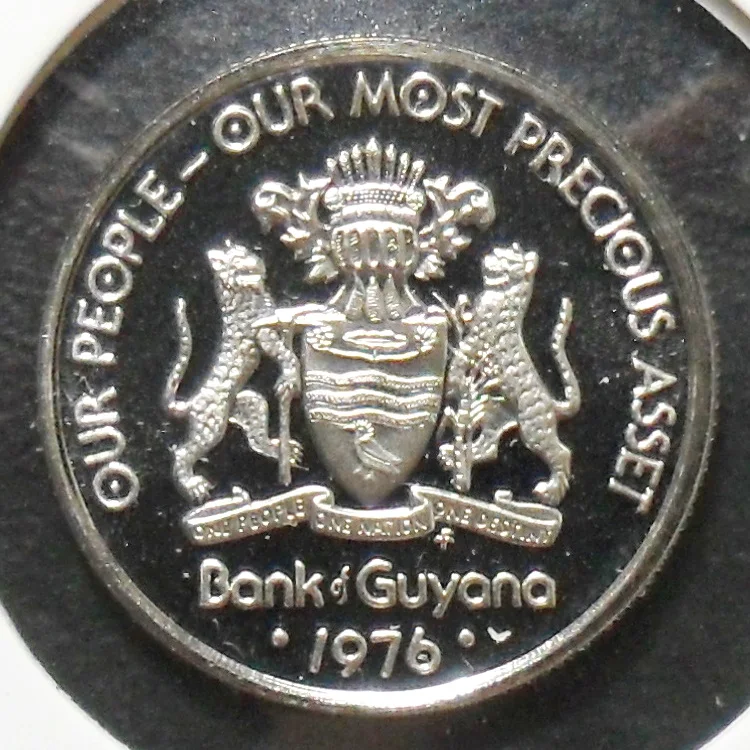 OUR PEOPLE – OUR MOST PRECIOUS ASSET
ONE PEOPLE ONE NATION ONE DESTINY
Bank of Guyana
• 1976 •